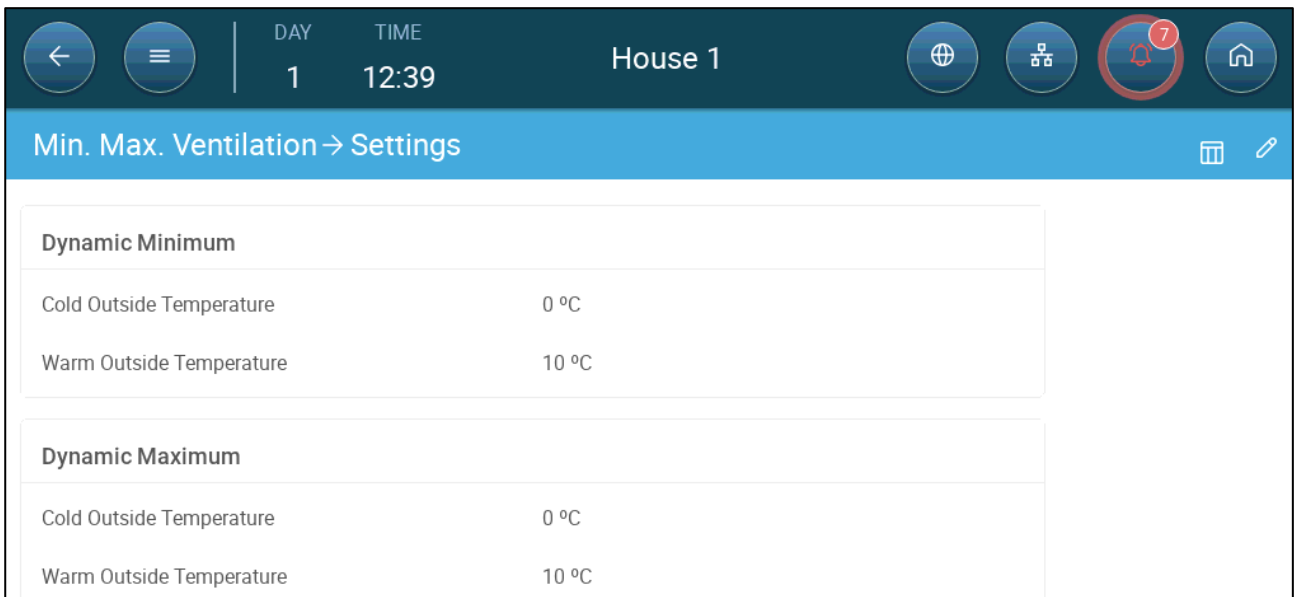 DAY TIME
1 12:39
House 1
7
Min. Max. Ventilation → Settings
Dynamic Minimum
Cold Outside Temperature 0 ºC
Warm Outside Temperature 10 ºC
Dynamic Maximum
Cold Outside Temperature 0 ºC
Warm Outside Temperature 10 ºC